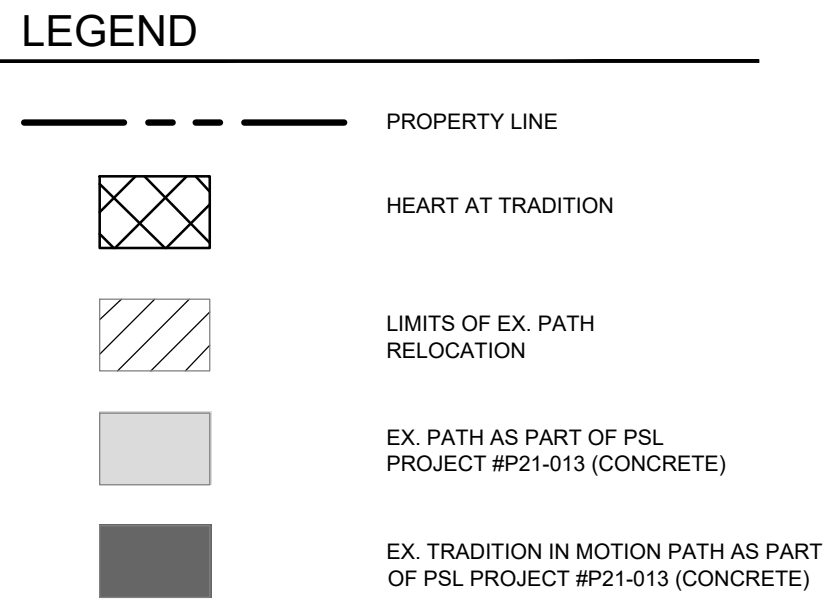 LEGEND
PROPERTY LINE
HEART AT TRADITION
LIMITS OF EX. PATH
RELOCATION
EX. PATH AS PART OF PSL
PROJECT #P21-013 (CONCRETE)
EX. TRADITION IN MOTION PATH AS PART
OF PSL PROJECT #P21-013 (CONCRETE)